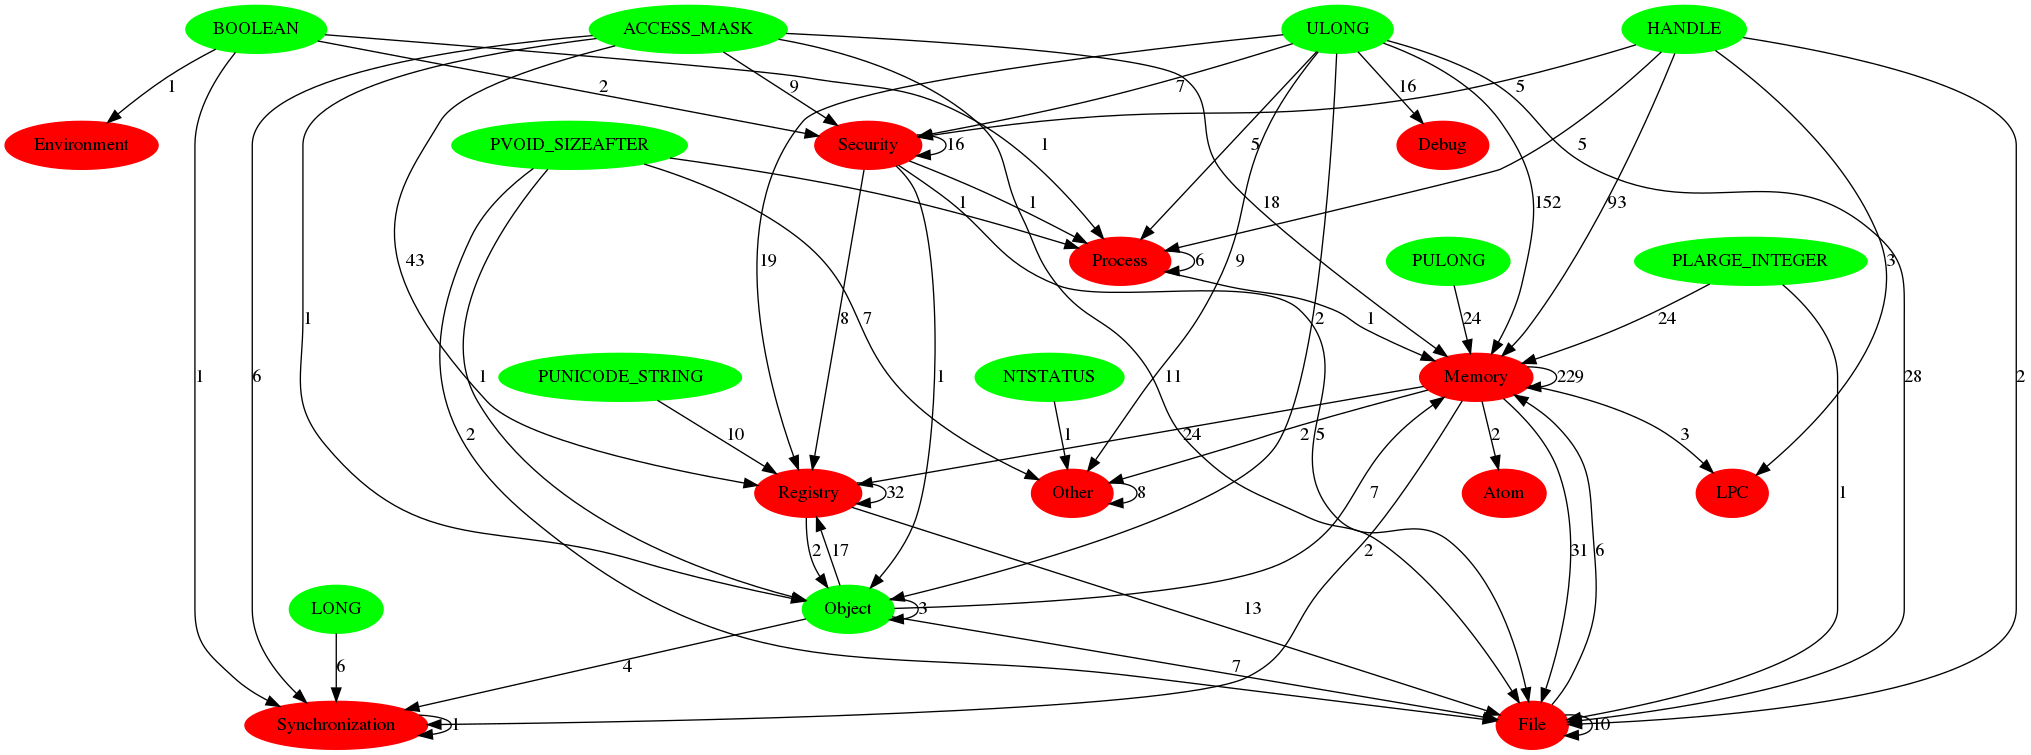 BOOLEAN ACCESS_MASK ULONG HANDLE
1 2 9 7 16 5
Environment PVOID_SIZEAFTER Security 16 1 5 Debug 5
1 1 18 152 93
43 19 Process 6 9 PULONG PLARGE_INTEGER 3
1 8 7 2 1 24 24
1 6 1 PUNICODE_STRING 1 NTSTATUS 11 Memory 229 28 2
2 10 1 24 2 5 2 3
Registry 32 Other 8 Atom LPC 1
2 17 7 2 31 6
LONG Object 3 13
6 4 7
Synchronization 1 File 10